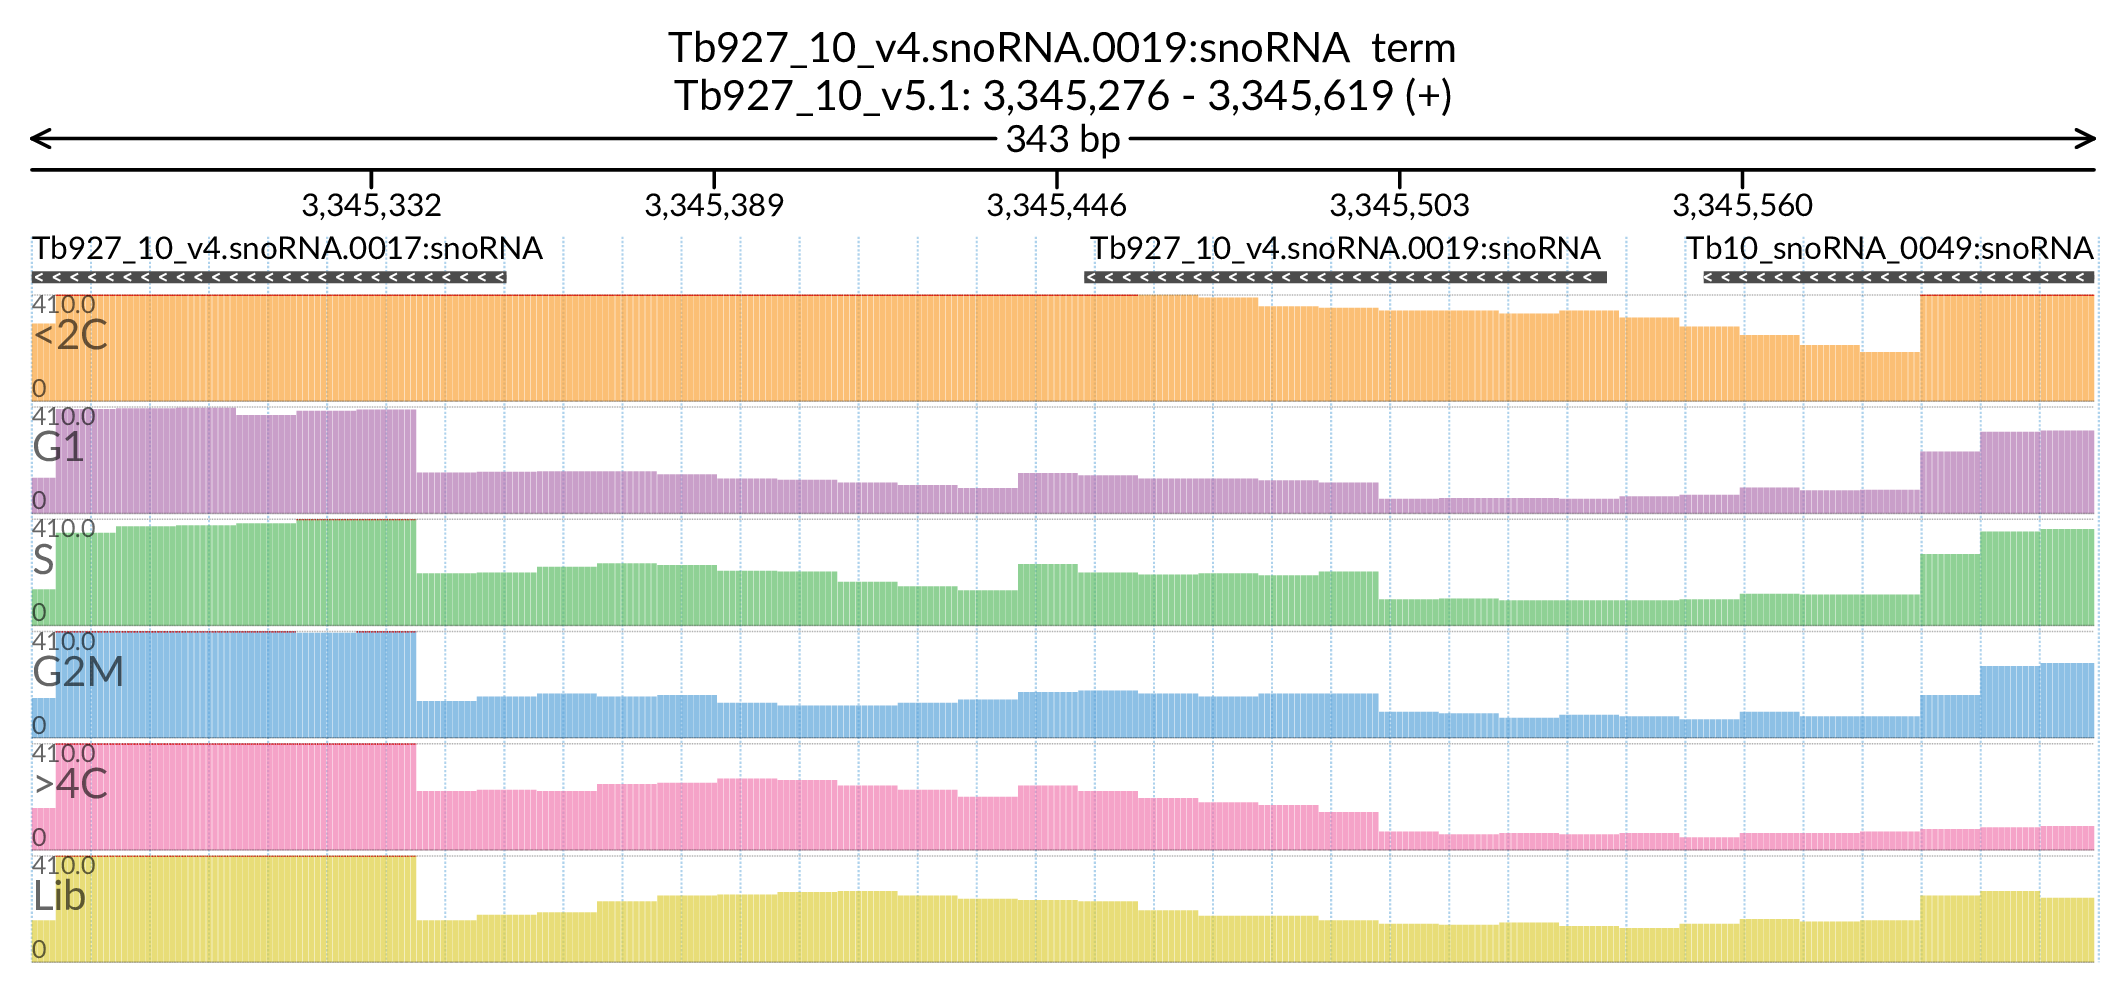 Tb927_10_v4.snoRNA.0019:snoRNA term
Tb927_10_v5.1: 3,345,276 - 3,345,619 (+)
343 bp
3,345,332 3,345,389 3,345,446 3,345,503 3,345,560
Tb927_10_v4.snoRNA.0017:snoRNA Tb927_10_v4.snoRNA.0019:snoRNA Tb10_snoRNA_0049:snoRNA
410.0
<2C
0
410.0
G1
0
410.0
S
0
410.0
G2M
0
410.0
>4C
0
410.0
Lib
0